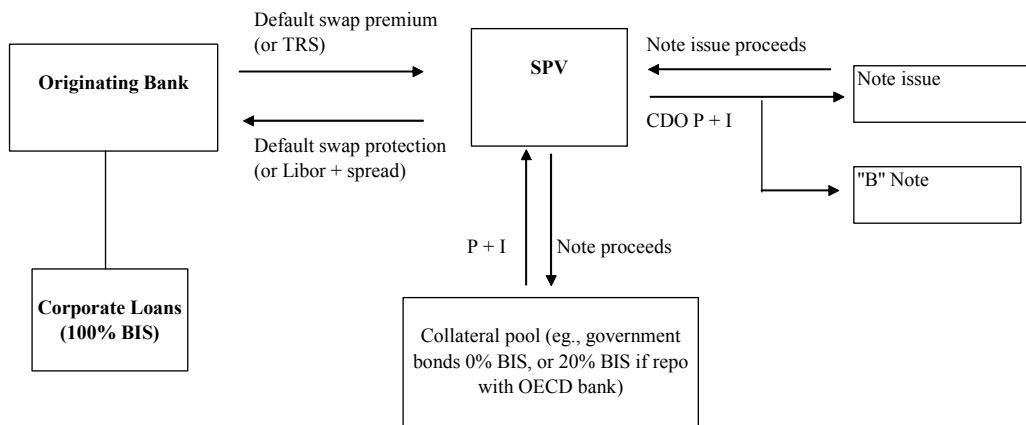 Default swap premium
(or TRS)
Originating Bank
SPV
Note issue proceeds
Note issue
CDO P + I
Default swap protection
(or Libor + spread)
"B" Note
P + I
Note proceeds
Corporate Loans
(100% BIS)
Collateral pool (eg., government
bonds 0% BIS, or 20% BIS if repo
with OECD bank)